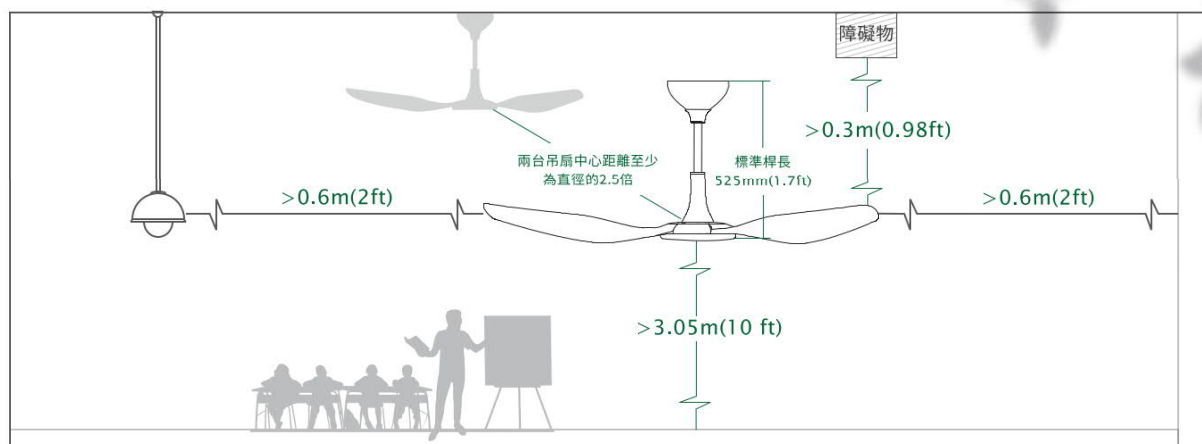 障礙物
>0.3m(0.98ft)
兩台吊扇中心距離至少
為直徑的2.5倍
標準桿長
525mm(1.7ft)
>0.6m(2ft)
>0.6m(2ft)
>3.05m(10 ft)